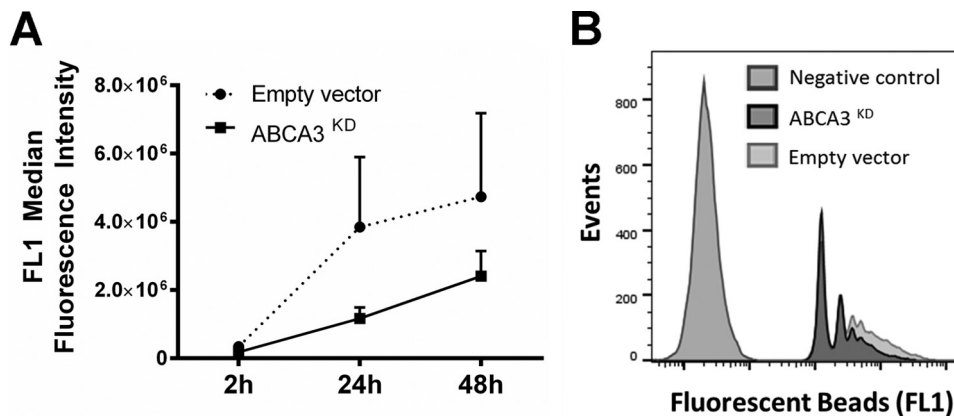 A
FL1 Median
Fluorescence Intensity
8.0×10⁶
6.0×10⁶
4.0×10⁶
2.0×10⁶
0
2h
24h
48h
Empty vector
ABCA3 KD
B
Events
800
600
400
200
0
Negative control
ABCA3 KD
Empty vector
Fluorescent Beads (FL1)